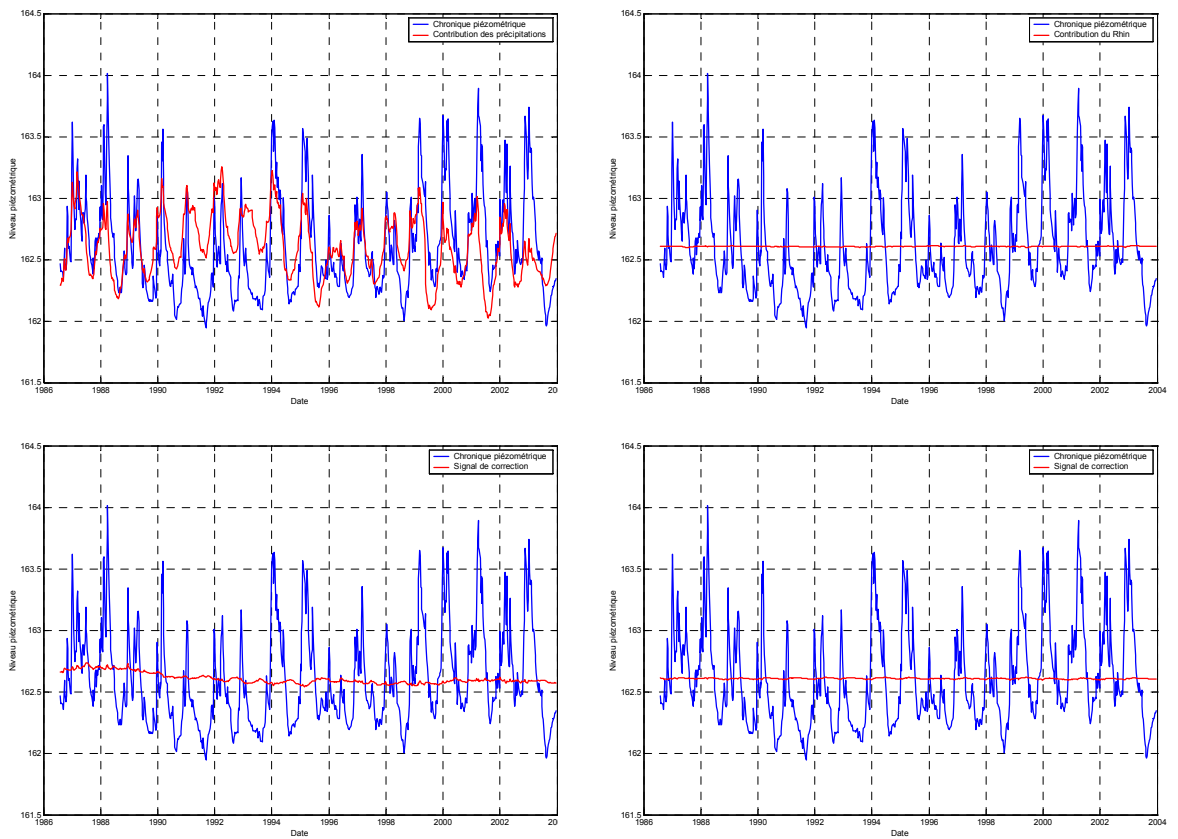 164.5
164
163.5
163
162.5
162
161.5
Niveau piézométrique
Chronique piézométrique
Contribution des précipitations
1986 1988 1990 1992 1994 1996 1998 2000 2002 20
Date
164.5
164
163.5
163
162.5
162
161.5
Niveau piézométrique
Chronique piézométrique
Contribution du Rhin
1986 1988 1990 1992 1994 1996 1998 2000 2002 2004
Date
164.5
164
163.5
163
162.5
162
161.5
Niveau piézométrique
Chronique piézométrique
Signal de correction
1986 1988 1990 1992 1994 1996 1998 2000 2002 20
Date
164.5
164
163.5
163
162.5
162
161.5
Niveau piézométrique
Chronique piézométrique
Signal de correction
1986 1988 1990 1992 1994 1996 1998 2000 2002 2004
Date